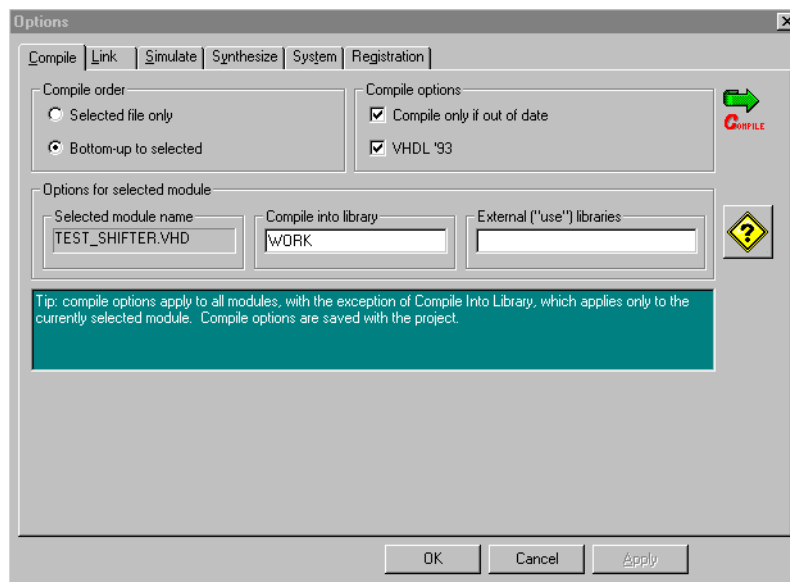 Options
Compile
Link
Simulate
Synthesize
System
Registration
Compile order
Compile options
Selected file only
Compile only if out of date
Bottom-up to selected
VHDL '93
COMPILE
Options for selected module
Selected module name
Compile into library
External ("use") libraries
TEST_SHIFTER.VHD
WORK
?
Tip: compile options apply to all modules, with the exception of Compile Into Library, which applies only to the
currently selected module. Compile options are saved with the project.
OK
Cancel
Apply